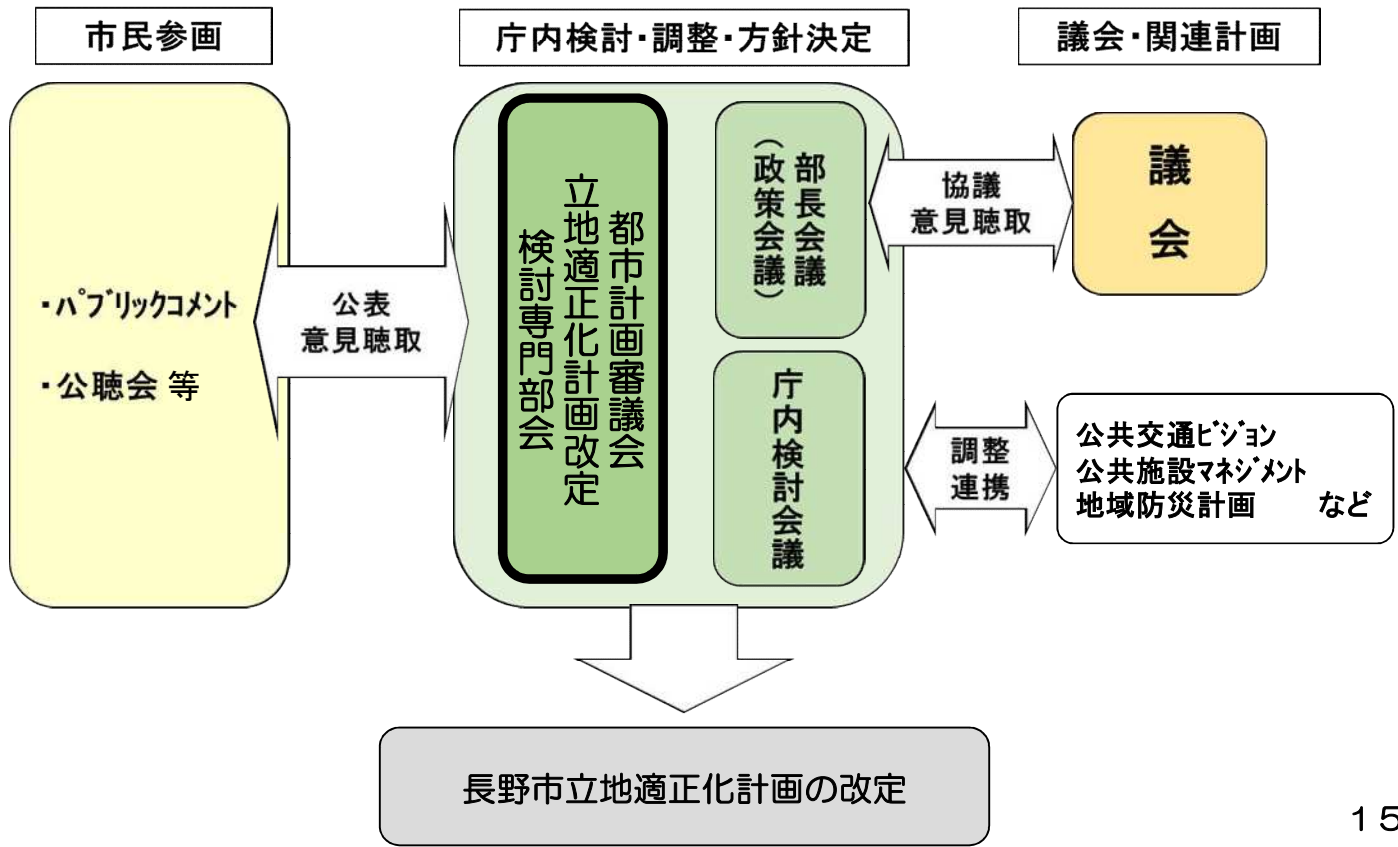 市民参画
庁内検討・調整・方針決定
議会・関連計画
・パブリックコメント
・公聴会 等
公表
意見聴取
都市計画審議会
立地適正化計画改定
検討専門部会
部長会議
（政策会議）
庁内検討会議
協議
意見聴取
議会
調整
連携
公共交通ビジョン
公共施設マネジメント
地域防災計画　など
長野市立地適正化計画の改定
15